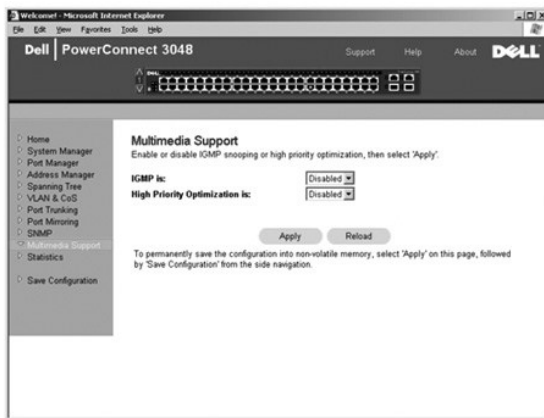 Welcome! - Microsoft Internet Explorer
File Edit View Favorites Tools Help
Dell | PowerConnect 3048
Support Help About DELL
Home
System Manager
Port Manager
Address Manager
Spanning Tree
VLAN & CoS
Port Trunking
Port Mirroring
SNMP
Multimedia Support
Statistics
Save Configuration
Multimedia Support
Enable or disable IGMP snooping or high priority optimization, then select 'Apply'.
IGMP is: Disabled
High Priority Optimization is: Disabled
Apply Reload
To permanently save the configuration into non-volatile memory, select 'Apply' on this page, followed
by 'Save Configuration' from the side navigation.